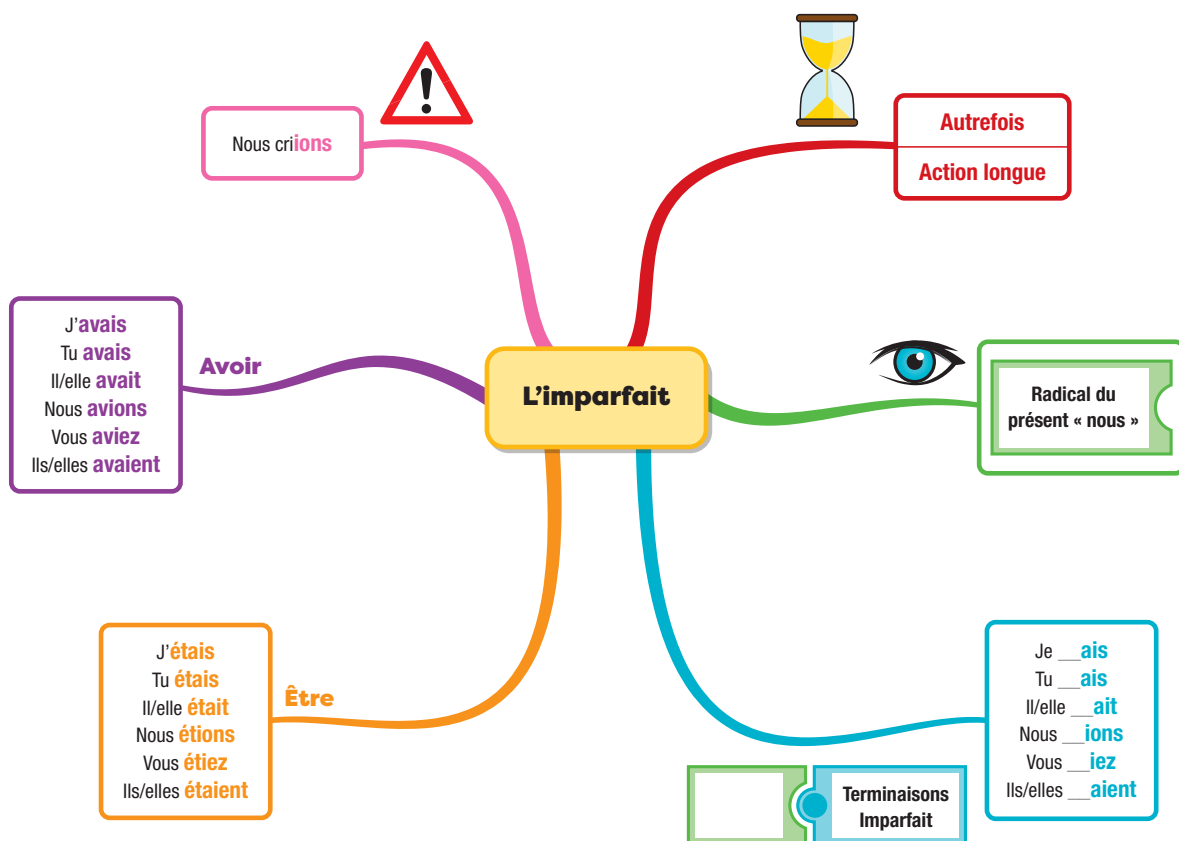 Nous criions
Autrefois
Action longue
J'avais
Tu avais
Il/elle avait
Nous avions
Vous aviez
Ils/elles avaient
Avoir
L'imparfait
Radical du
présent « nous »
J'étais
Tu étais
Il/elle était
Nous étions
Vous étiez
Ils/elles étaient
Être
Je __ais
Tu __ais
Il/elle __ait
Nous __ions
Vous __iez
Ils/elles __aient
Terminaisons
Imparfait